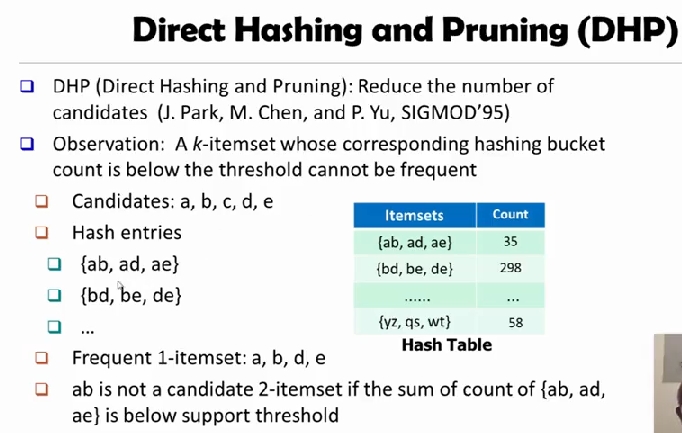 Direct Hashing and Pruning (DHP)
DHP (Direct Hashing and Pruning): Reduce the number of
candidates (J. Park, M. Chen, and P. Yu, SIGMOD'95)
Observation: A k-itemset whose corresponding hashing bucket
count is below the threshold cannot be frequent
Candidates: a, b, c, d, e
Hash entries
{ab, ad, ae}
{bd, be, de}
...
Itemsets Count
{ab, ad, ae} 35
{bd, be, de} 298
...... ...
{yz, qs, wt} 58
Hash Table
Frequent 1-itemset: a, b, d, e
ab is not a candidate 2-itemset if the sum of count of {ab, ad,
ae} is below support threshold